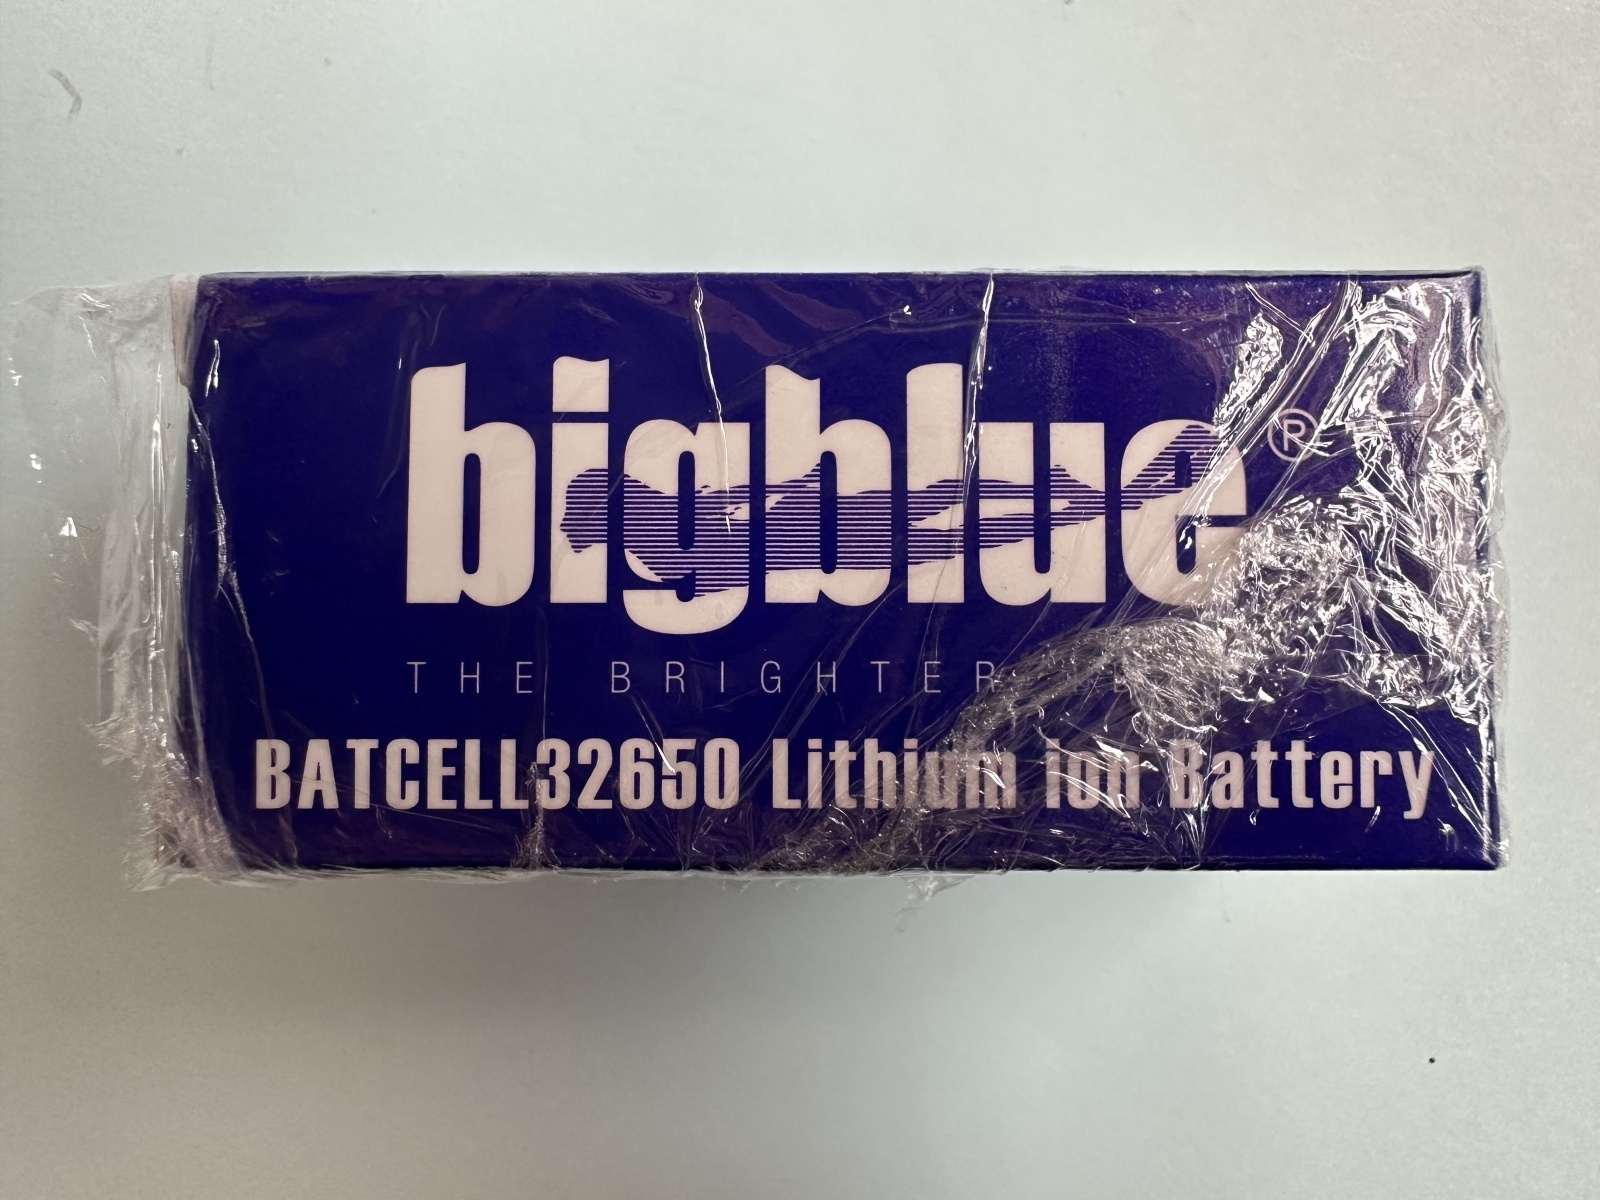 bigblue®
THE BRIGHTER
BATCELL32650 Lithium ion Battery